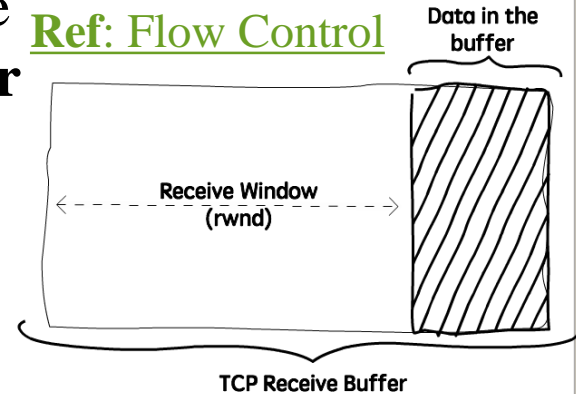 e
Ref: Flow Control
r
Data in the
buffer
Receive Window
(rwnd)
TCP Receive Buffer